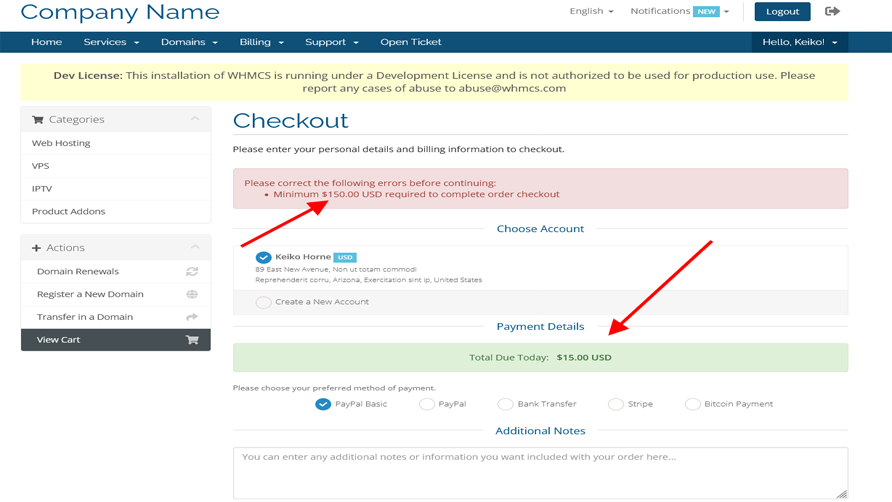 Company Name
English
Notifications NEW
Logout
Home
Services
Domains
Billing
Support
Open Ticket
Hello, Keiko!
Dev License: This installation of WHMCS is running under a Development License and is not authorized to be used for production use. Please
report any cases of abuse to abuse@whmcs.com
Categories
Web Hosting
VPS
IPTV
Product Addons
Actions
Domain Renewals
Register a New Domain
Transfer in a Domain
View Cart
Checkout
Please enter your personal details and billing information to checkout.
Please correct the following errors before continuing:
• Minimum $150.00 USD required to complete order checkout
Choose Account
Keiko Horne USD
89 East New Avenue, Non ut totam commodi
Reprehenderit corru, Arizona, Exercitation sint ip, United States
Create a New Account
Payment Details
Total Due Today: $15.00 USD
Please choose your preferred method of payment.
PayPal Basic
PayPal
Bank Transfer
Stripe
Bitcoin Payment
Additional Notes
You can enter any additional notes or information you want included with your order here...